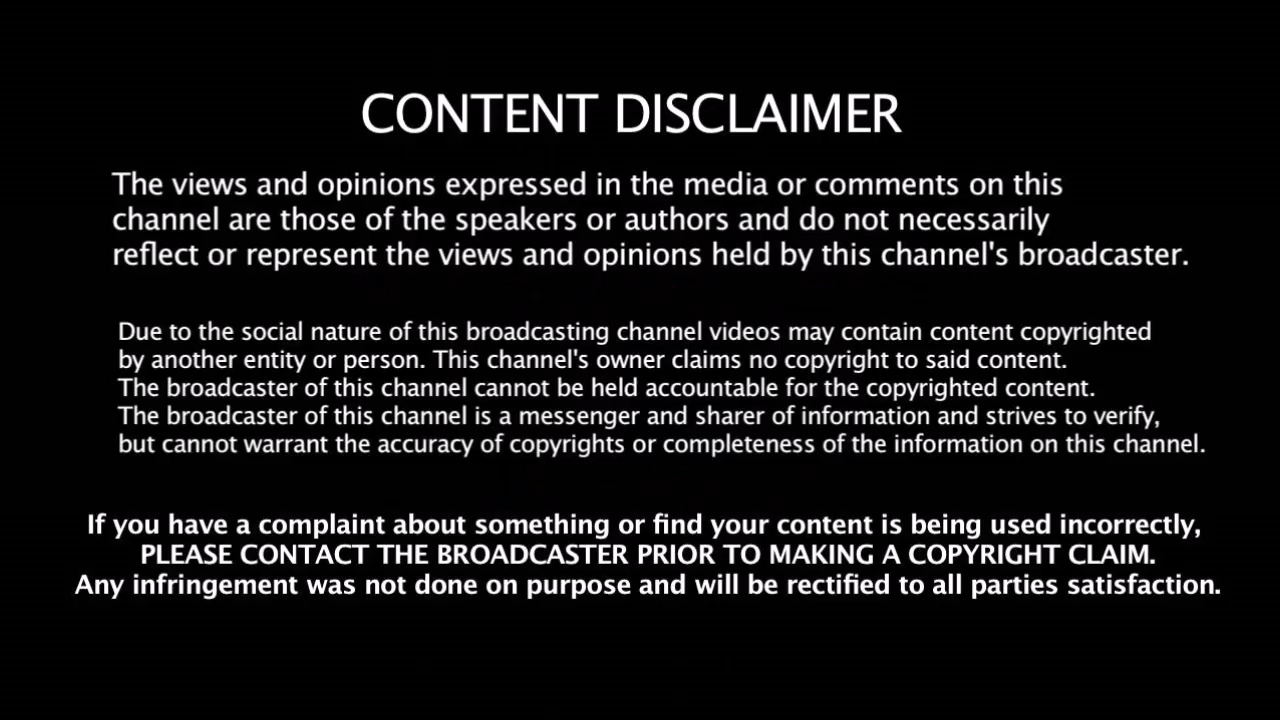 CONTENT DISCLAIMER
The views and opinions expressed in the media or comments on this
channel are those of the speakers or authors and do not necessarily
reflect or represent the views and opinions held by this channel's broadcaster.
Due to the social nature of this broadcasting channel videos may contain content copyrighted
by another entity or person. This channel's owner claims no copyright to said content.
The broadcaster of this channel cannot be held accountable for the copyrighted content.
The broadcaster of this channel is a messenger and sharer of information and strives to verify,
but cannot warrant the accuracy of copyrights or completeness of the information on this channel.
If you have a complaint about something or find your content is being used incorrectly,
PLEASE CONTACT THE BROADCASTER PRIOR TO MAKING A COPYRIGHT CLAIM.
Any infringement was not done on purpose and will be rectified to all parties satisfaction.